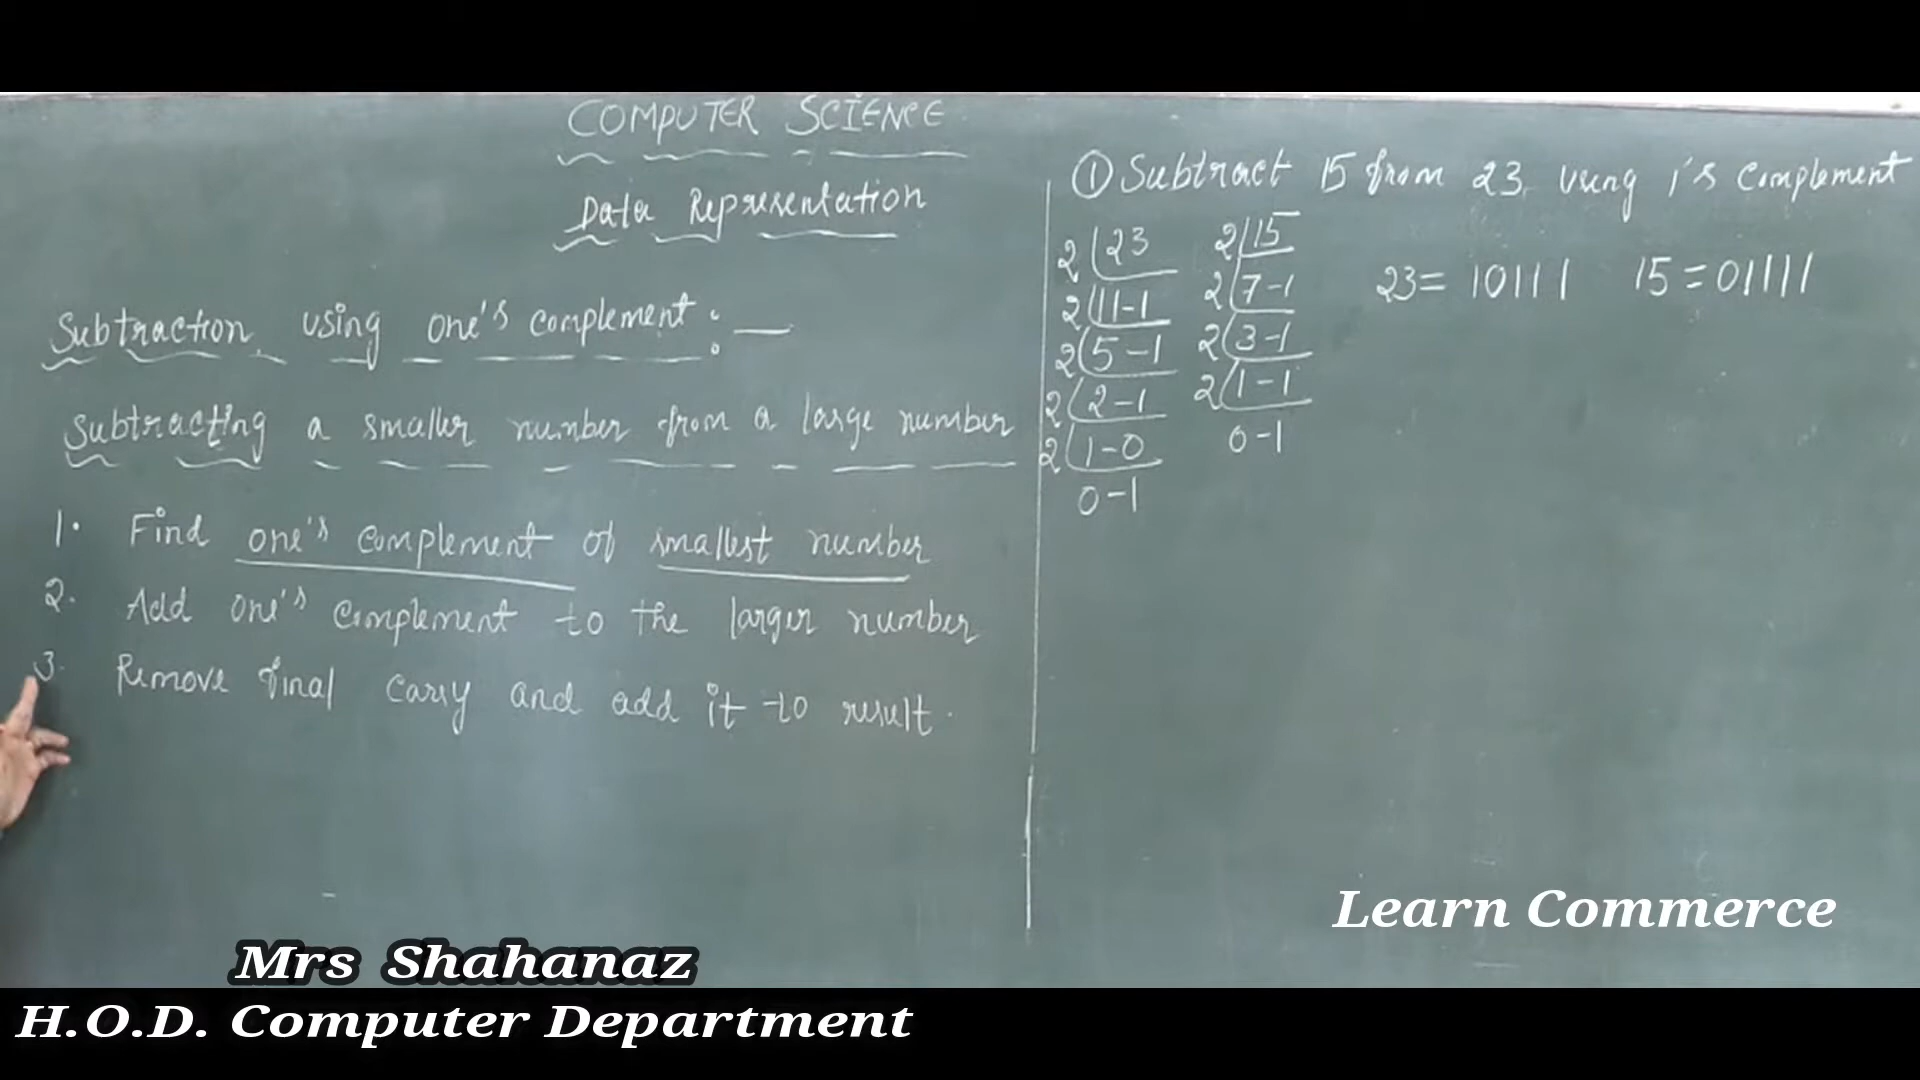 COMPUTER SCIENCE
Data Representation
Subtraction using one's complement :—
Subtracting a smaller number from a large number
1. Find one's complement of smallest number
2. Add one's complement to the larger number
3. Remove final carry and add it to result.
① Subtract 15 from 23, using 1's complement
2 23
2 11-1
2 5-1
2 2-1
2 1-0
0-1
2 15
2 7-1
2 3-1
2 1-1
0-1
23= 10111 15=01111
Learn Commerce
Mrs Shahanaz
H.O.D. Computer Department